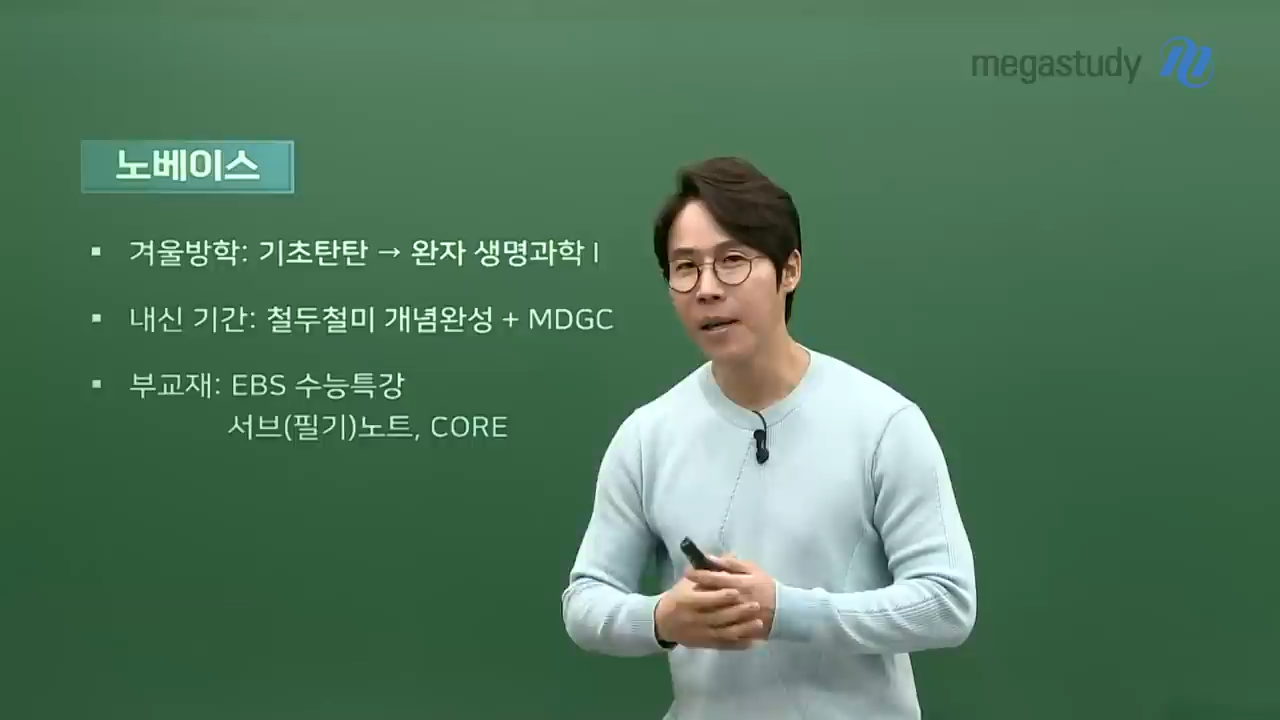 megastudy
노베이스
▪ 겨울방학: 기초탄탄 → 완자 생명과학 I
▪ 내신 기간: 철두철미 개념완성 + MDGC
▪ 부교재: EBS 수능특강
서브(필기)노트, CORE